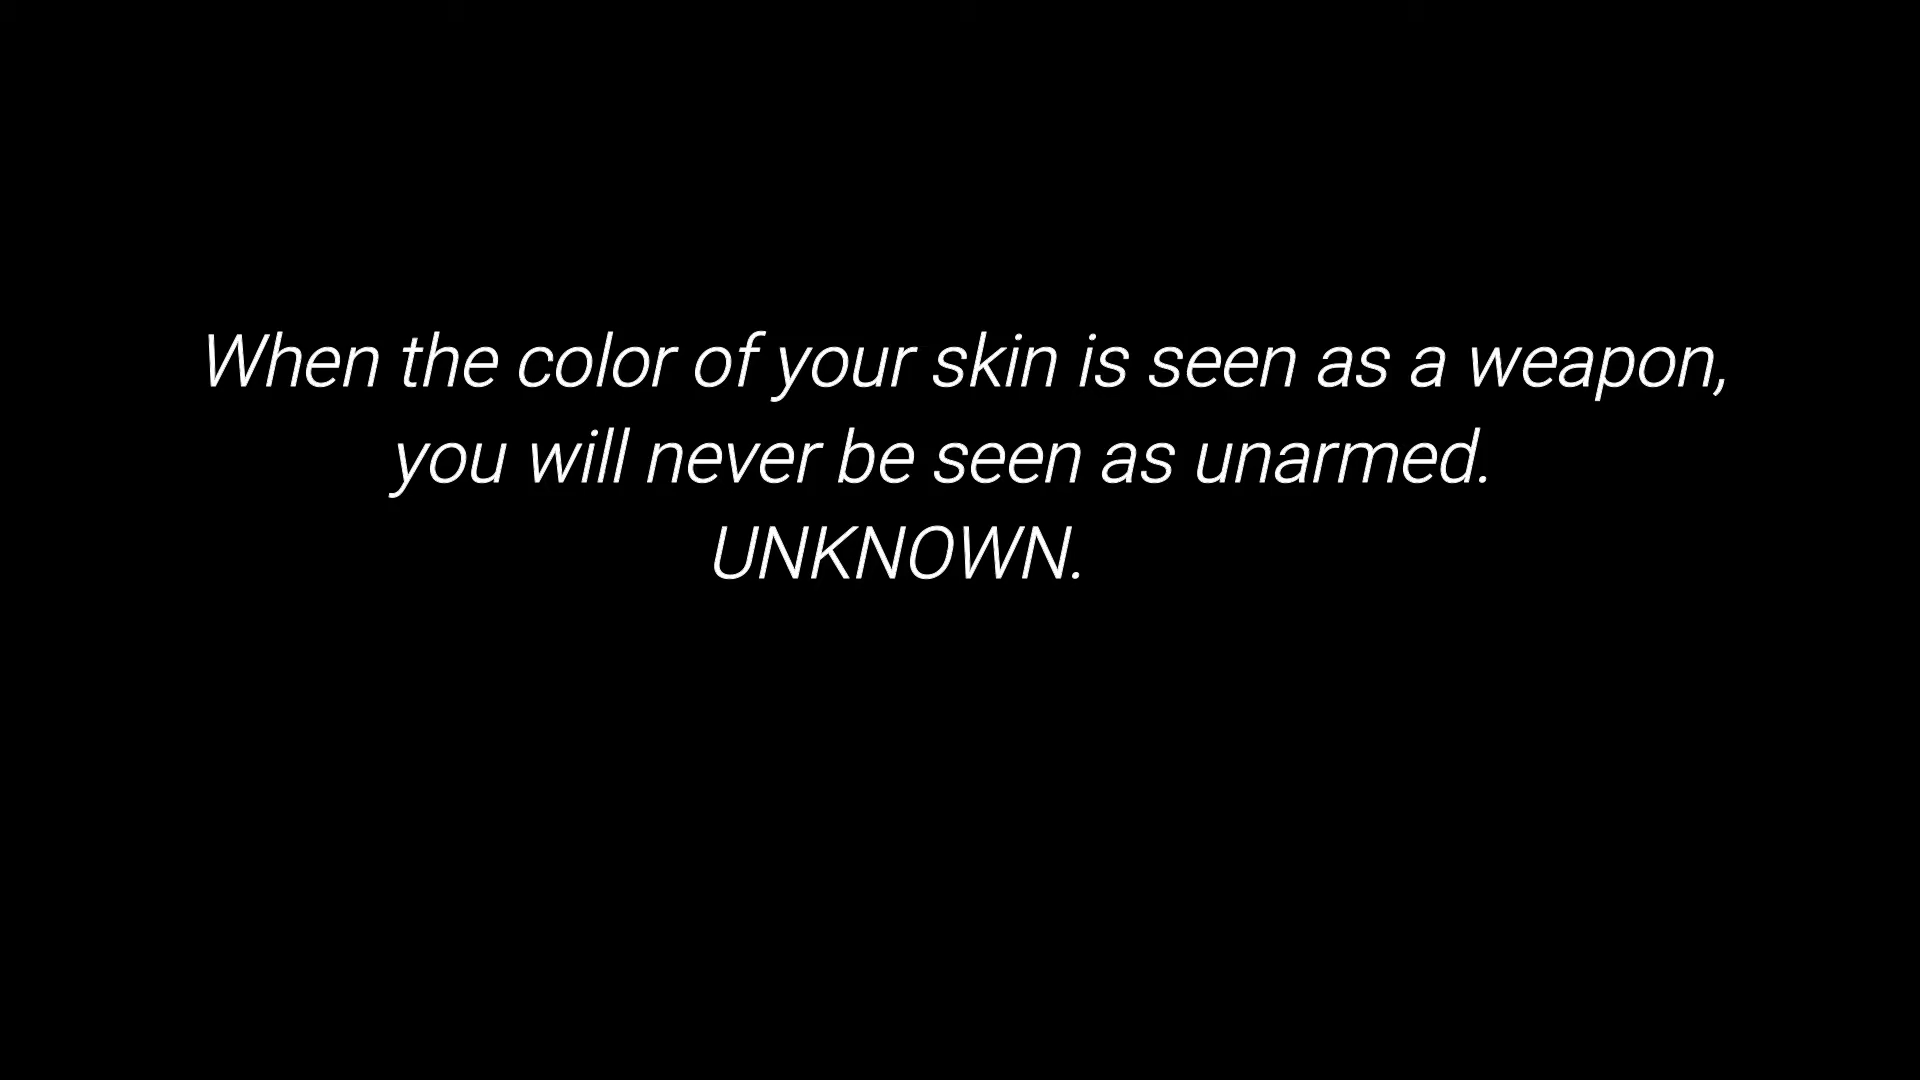 When the color of your skin is seen as a weapon,
you will never be seen as unarmed.
UNKNOWN.